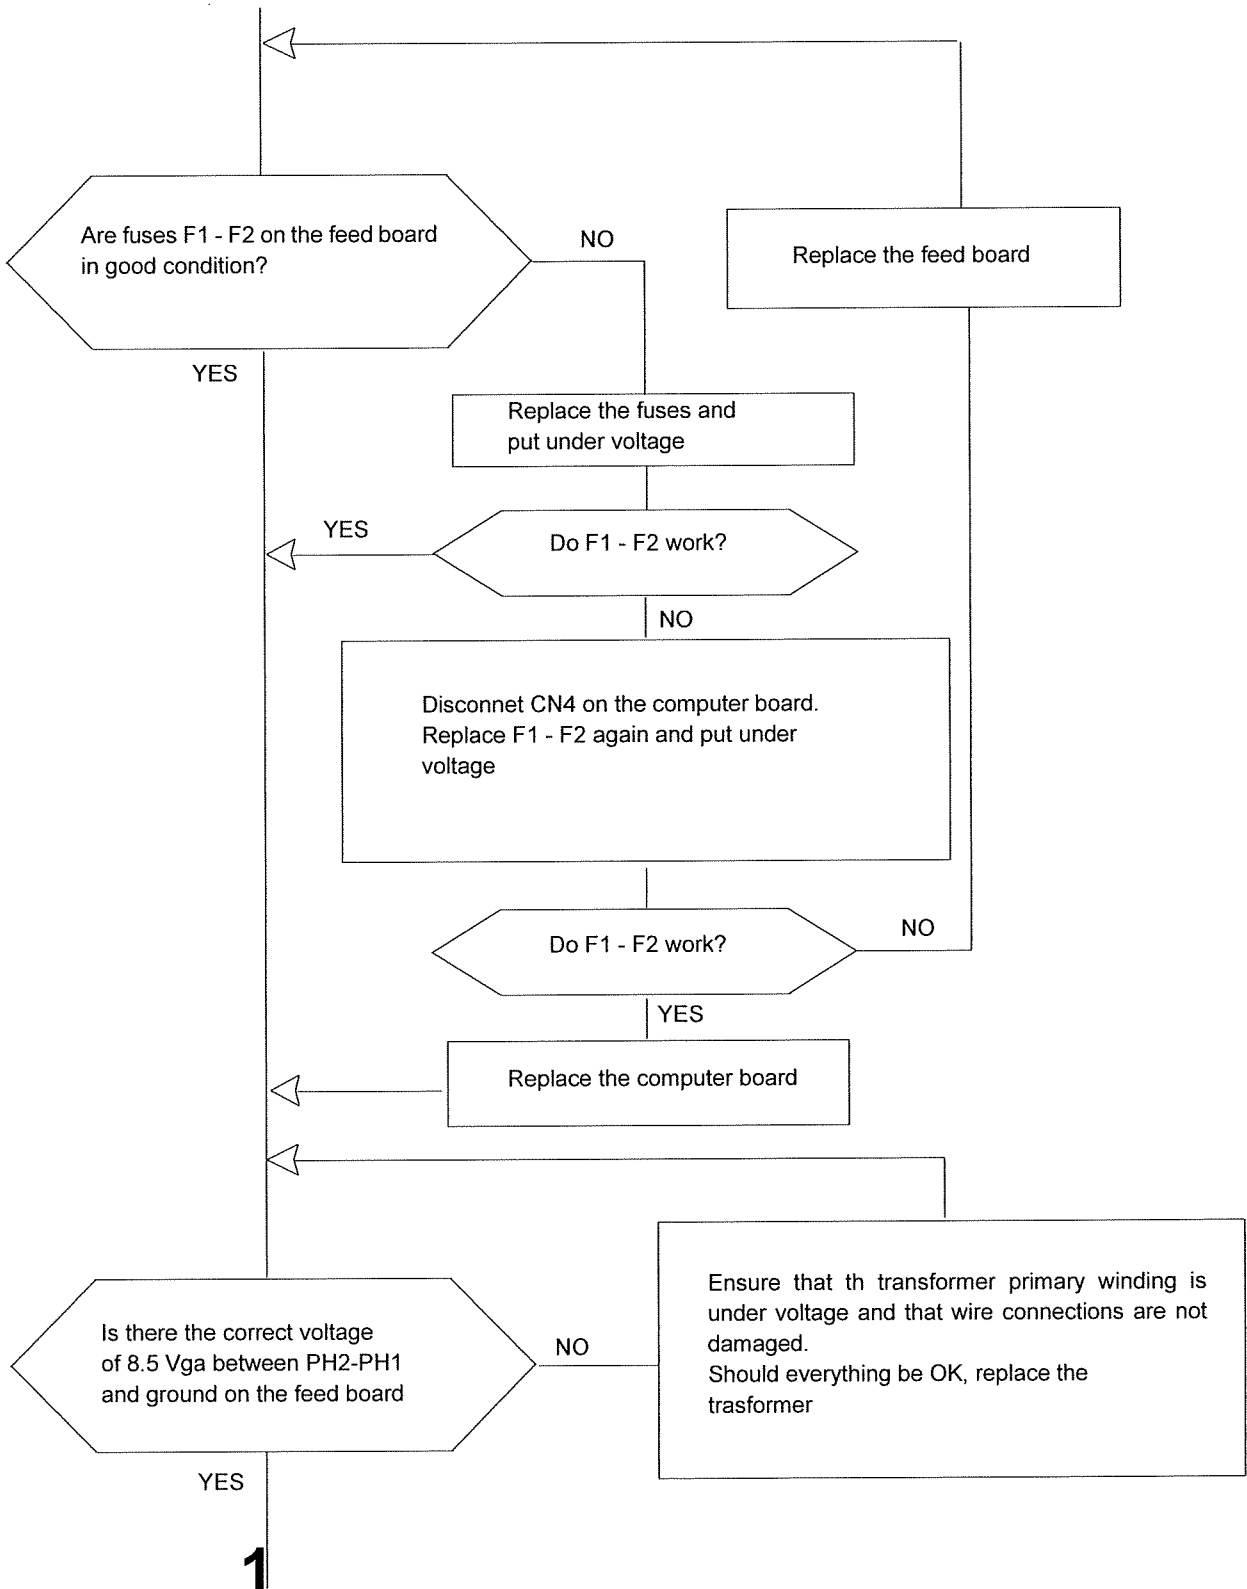 Are fuses F1 - F2 on the feed board
in good condition?
NO
Replace the feed board
YES
Replace the fuses and
put under voltage
YES
Do F1 - F2 work?
NO
Disconnet CN4 on the computer board.
Replace F1 - F2 again and put under
voltage
Do F1 - F2 work?
NO
YES
Replace the computer board
Ensure that th transformer primary winding is
under voltage and that wire connections are not
damaged.
Should everything be OK, replace the
trasformer
Is there the correct voltage
of 8.5 Vga between PH2-PH1
and ground on the feed board
NO
YES
1